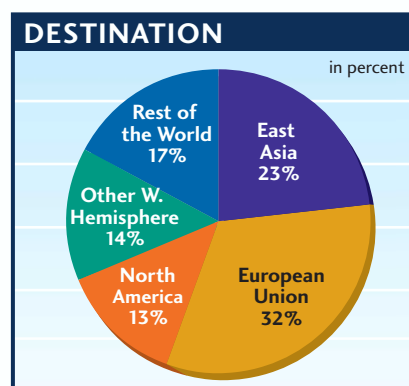 DESTINATION
in percent
Rest of
the World
17%
East
Asia
23%
Other W.
Hemisphere
14%
North
America
13%
European
Union
32%